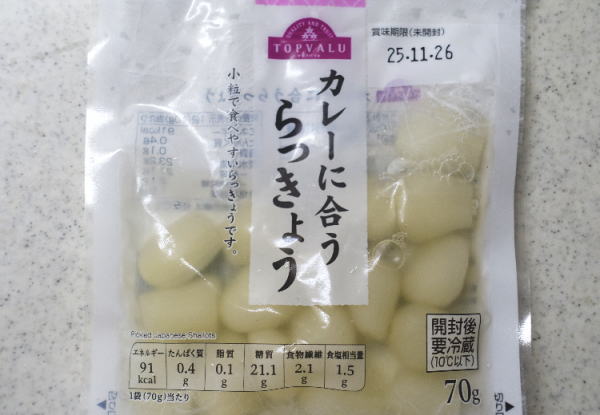 QUALITY AND TRUST
TOPVALU
賞味期限(未開封)
25.11.26
カレーに合う
らっきょう
小粒で食べやすいらっきょうです。
Pickled Japanese Shallots
エネルギー
91
kcal
たんぱく質
0.4
g
脂質
0.1
g
糖質
21.1
g
食物繊維
2.1
g
食塩相当量
1.5
g
1袋(70g)当たり
開封後
要冷蔵
(10℃以下)
70g